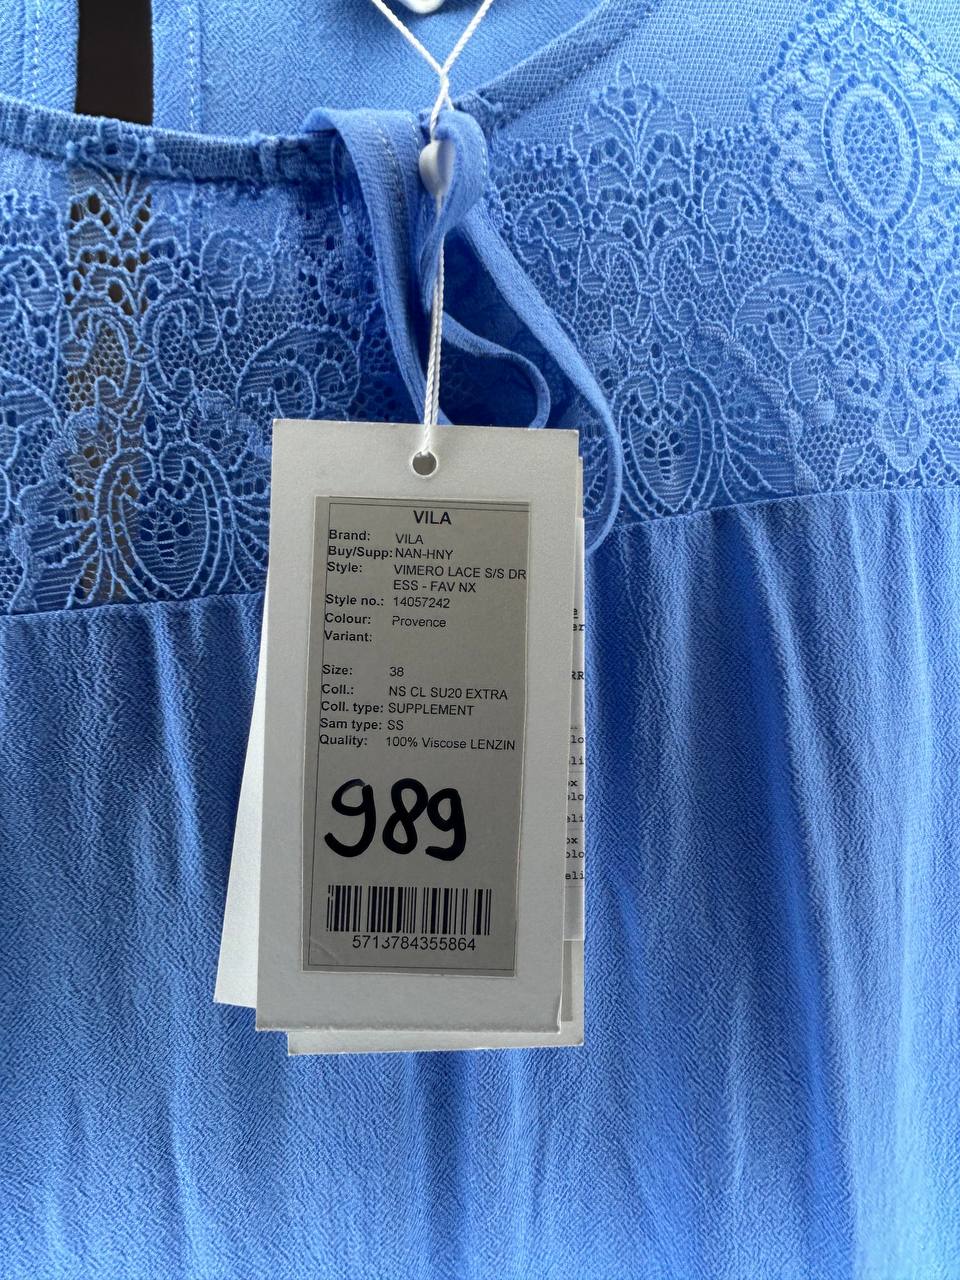 VILA
Brand: VILA
Buy/Supp: NAN-HNY
Style: VIMERO LACE S/S DR
ESS - FAV NX
Style no.: 14057242
Colour: Provence
Variant:
Size: 38
Coll.: NS CL SU20 EXTRA
Coll. type: SUPPLEMENT
Sam type: SS
Quality: 100% Viscose LENZIN
989
5713784355864